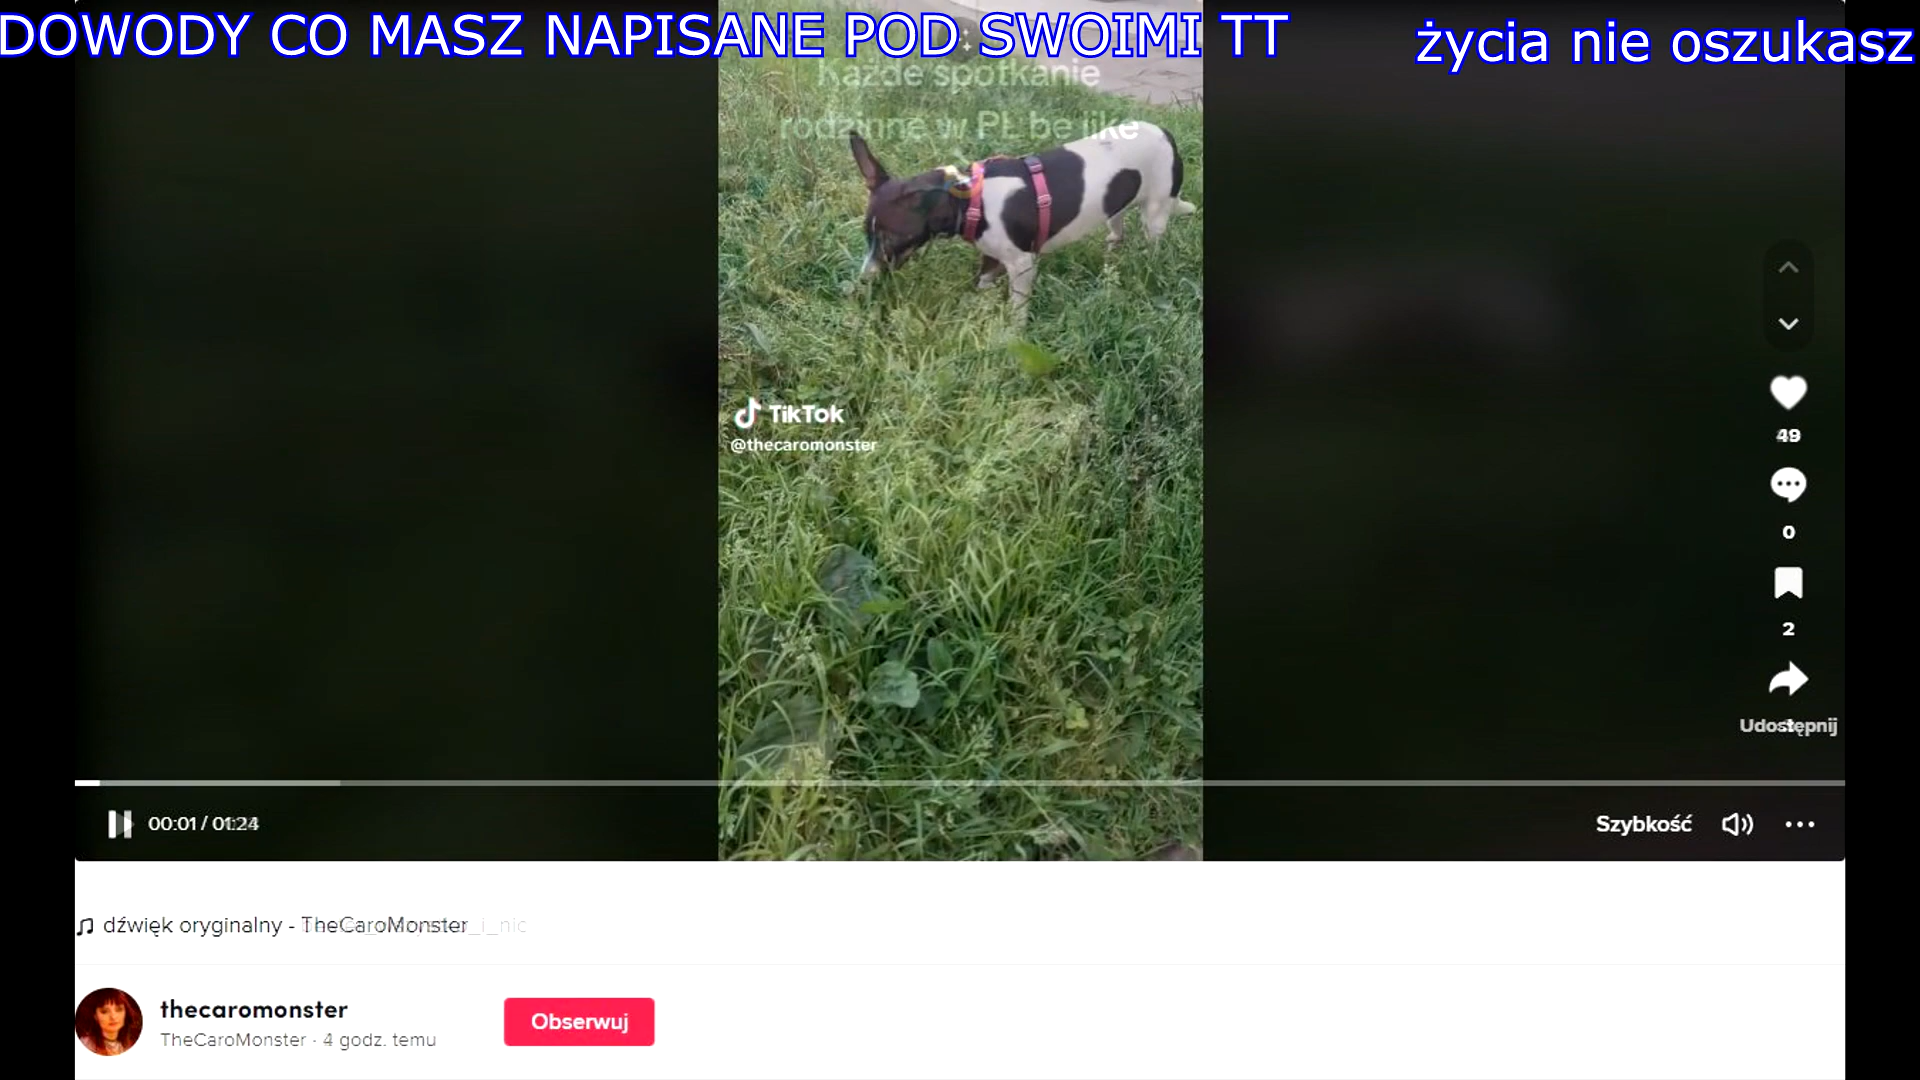 DOWODY CO MASZ NAPISANE POD SWOIMI TT
życia nie oszukasz
Każde spotkanie
rodzinne w PL be like
TikTok
@thecaromonster
0
2
Udostępnij
00:01 / 01:24
Szybkość
dźwięk oryginalny - TheCaroMonster
thecaromonster
TheCaroMonster · 4 godz. temu
Obserwuj